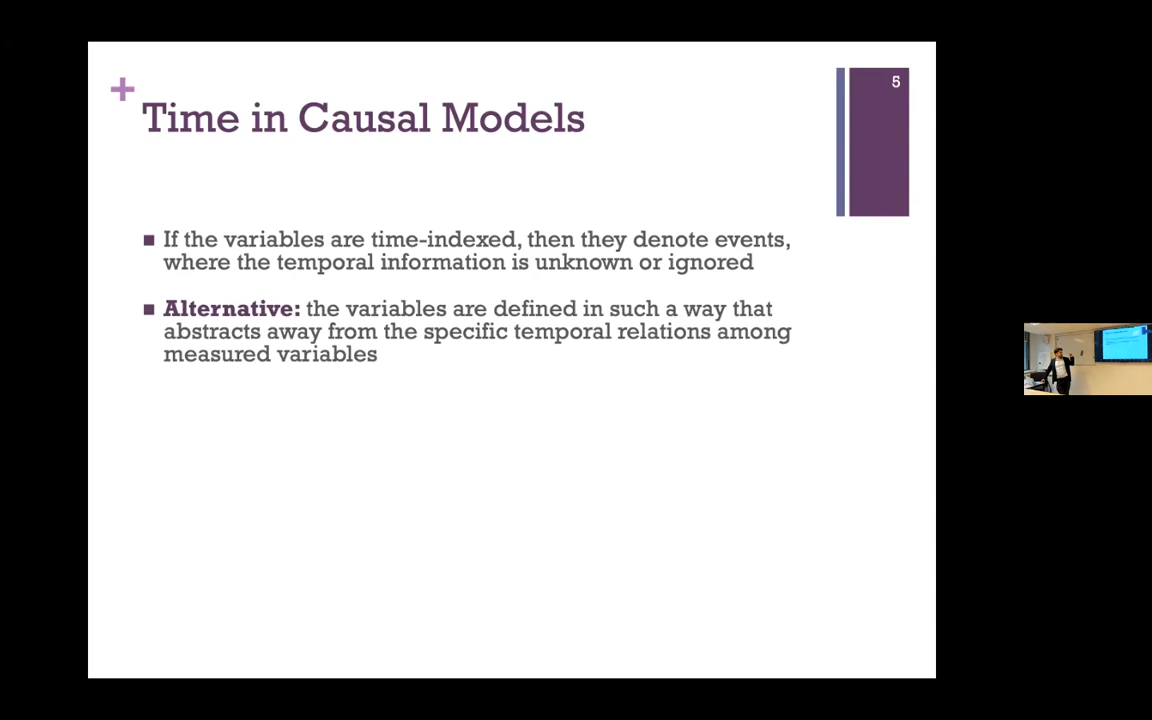 5
+
Time in Causal Models
■ If the variables are time-indexed, then they denote events,
where the temporal information is unknown or ignored
■ Alternative: the variables are defined in such a way that
abstracts away from the specific temporal relations among
measured variables